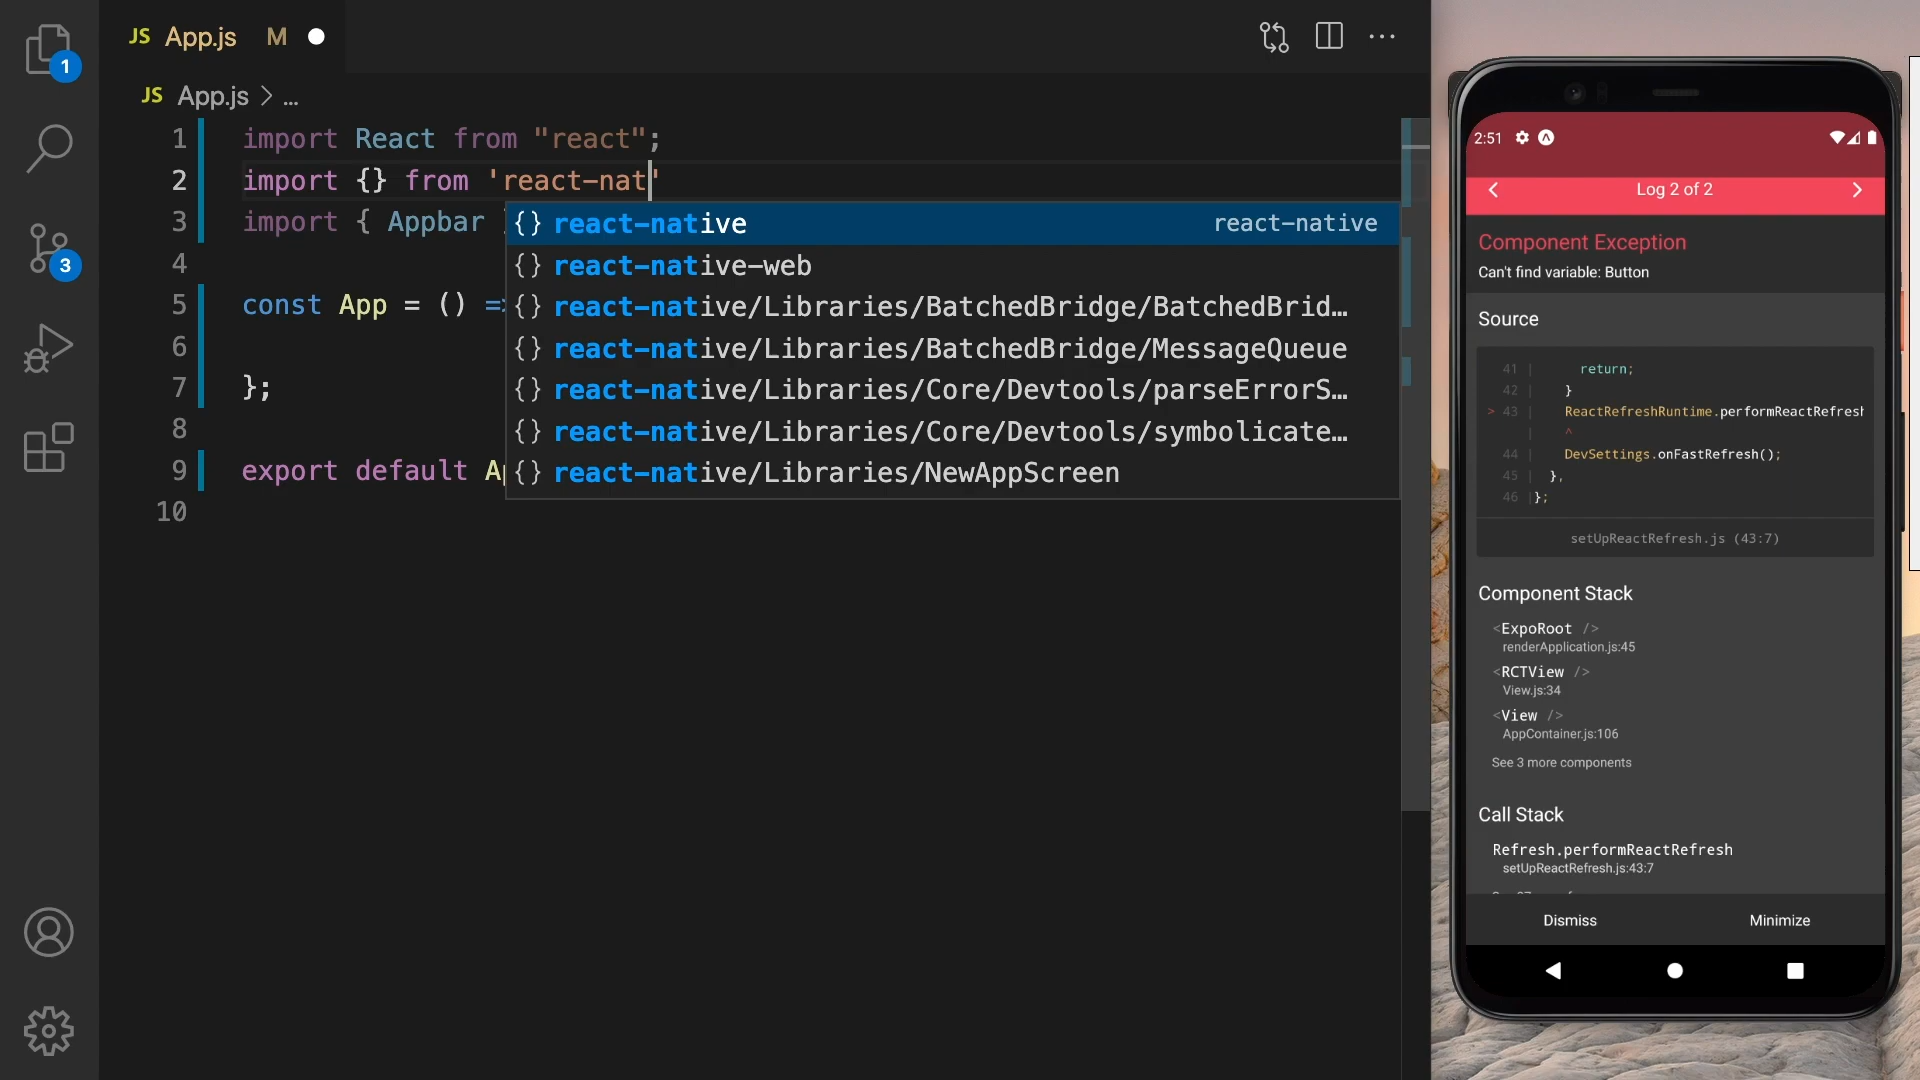 JS App.js M
JS App.js > ...
1 import React from "react";
2 import {} from 'react-nat'
3 import { Appbar }
4
5 const App = () =>
6
7 };
8
9 export default Ap
10
{} react-native react-native
{} react-native-web
{} react-native/Libraries/BatchedBridge/BatchedBrid…
{} react-native/Libraries/BatchedBridge/MessageQueue
{} react-native/Libraries/Core/Devtools/parseErrorS…
{} react-native/Libraries/Core/Devtools/symbolicate…
{} react-native/Libraries/NewAppScreen
1
3
2:51
Log 2 of 2
Component Exception
Can't find variable: Button
Source
41 | return;
42 | }
> 43 | ReactRefreshRuntime.performReactRefresh
| ^
44 | DevSettings.onFastRefresh();
45 | },
46 | };
setUpReactRefresh.js (43:7)
Component Stack
<ExpoRoot />
renderApplication.js:45
<RCTView />
View.js:34
<View />
AppContainer.js:106
See 3 more components
Call Stack
Refresh.performReactRefresh
setUpReactRefresh.js:43:7
Dismiss Minimize